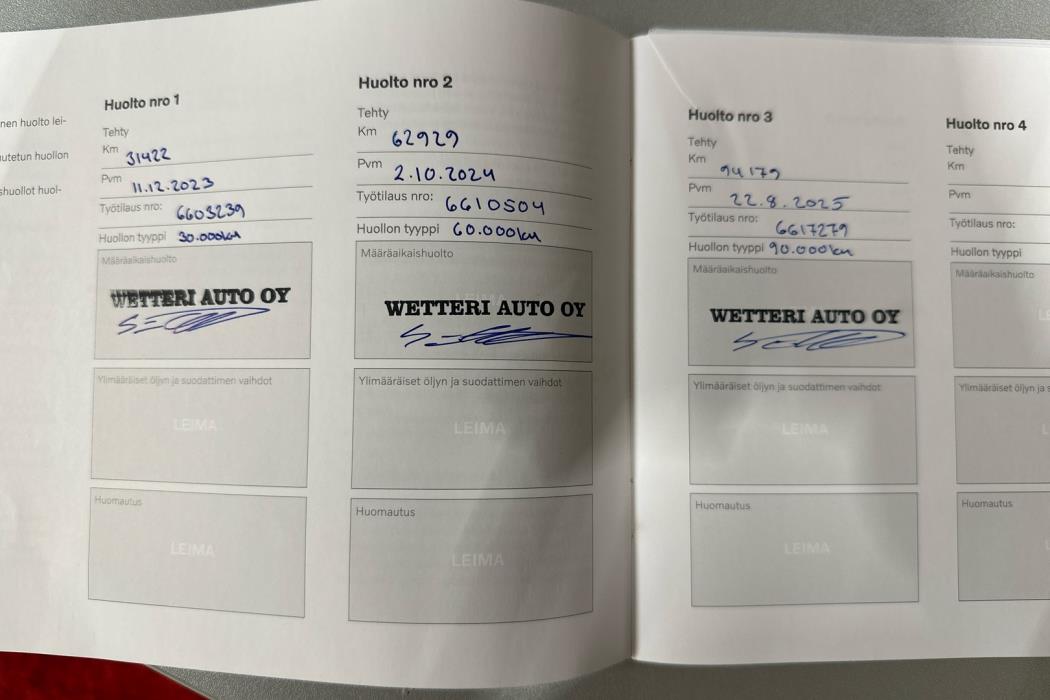 nen huolto lei-
utetun huollon
shuollot huol-
Huolto nro 1
Tehty
Km 31422
Pvm 11.12.2023
Työtilaus nro: 6603239
Huollon tyyppi 30.000km
Määräaikaishuolto
WETTERI AUTO OY
Ylimääräiset öljyn ja suodattimen vaihdot
LEIMA
Huomautus
LEIMA
Huolto nro 2
Tehty
Km 62929
Pvm 2.10.2024
Työtilaus nro: 6610504
Huollon tyyppi 60.000km
Määräaikaishuolto
WETTERI AUTO OY
Ylimääräiset öljyn ja suodattimen vaihdot
LEIMA
Huomautus
LEIMA
Huolto nro 3
Tehty
Km 94179
Pvm 22.8.2025
Työtilaus nro: 6617279
Huollon tyyppi 90.000km
Määräaikaishuolto
WETTERI AUTO OY
Ylimääräiset öljyn ja suodattimen vaihdot
LEIMA
Huomautus
LEIMA
Huolto nro 4
Tehty
Km
Pvm
Työtilaus nro:
Huollon tyyppi
Määräaikaishuolto
Ylimääräiset öljyn ja s
Huomautus